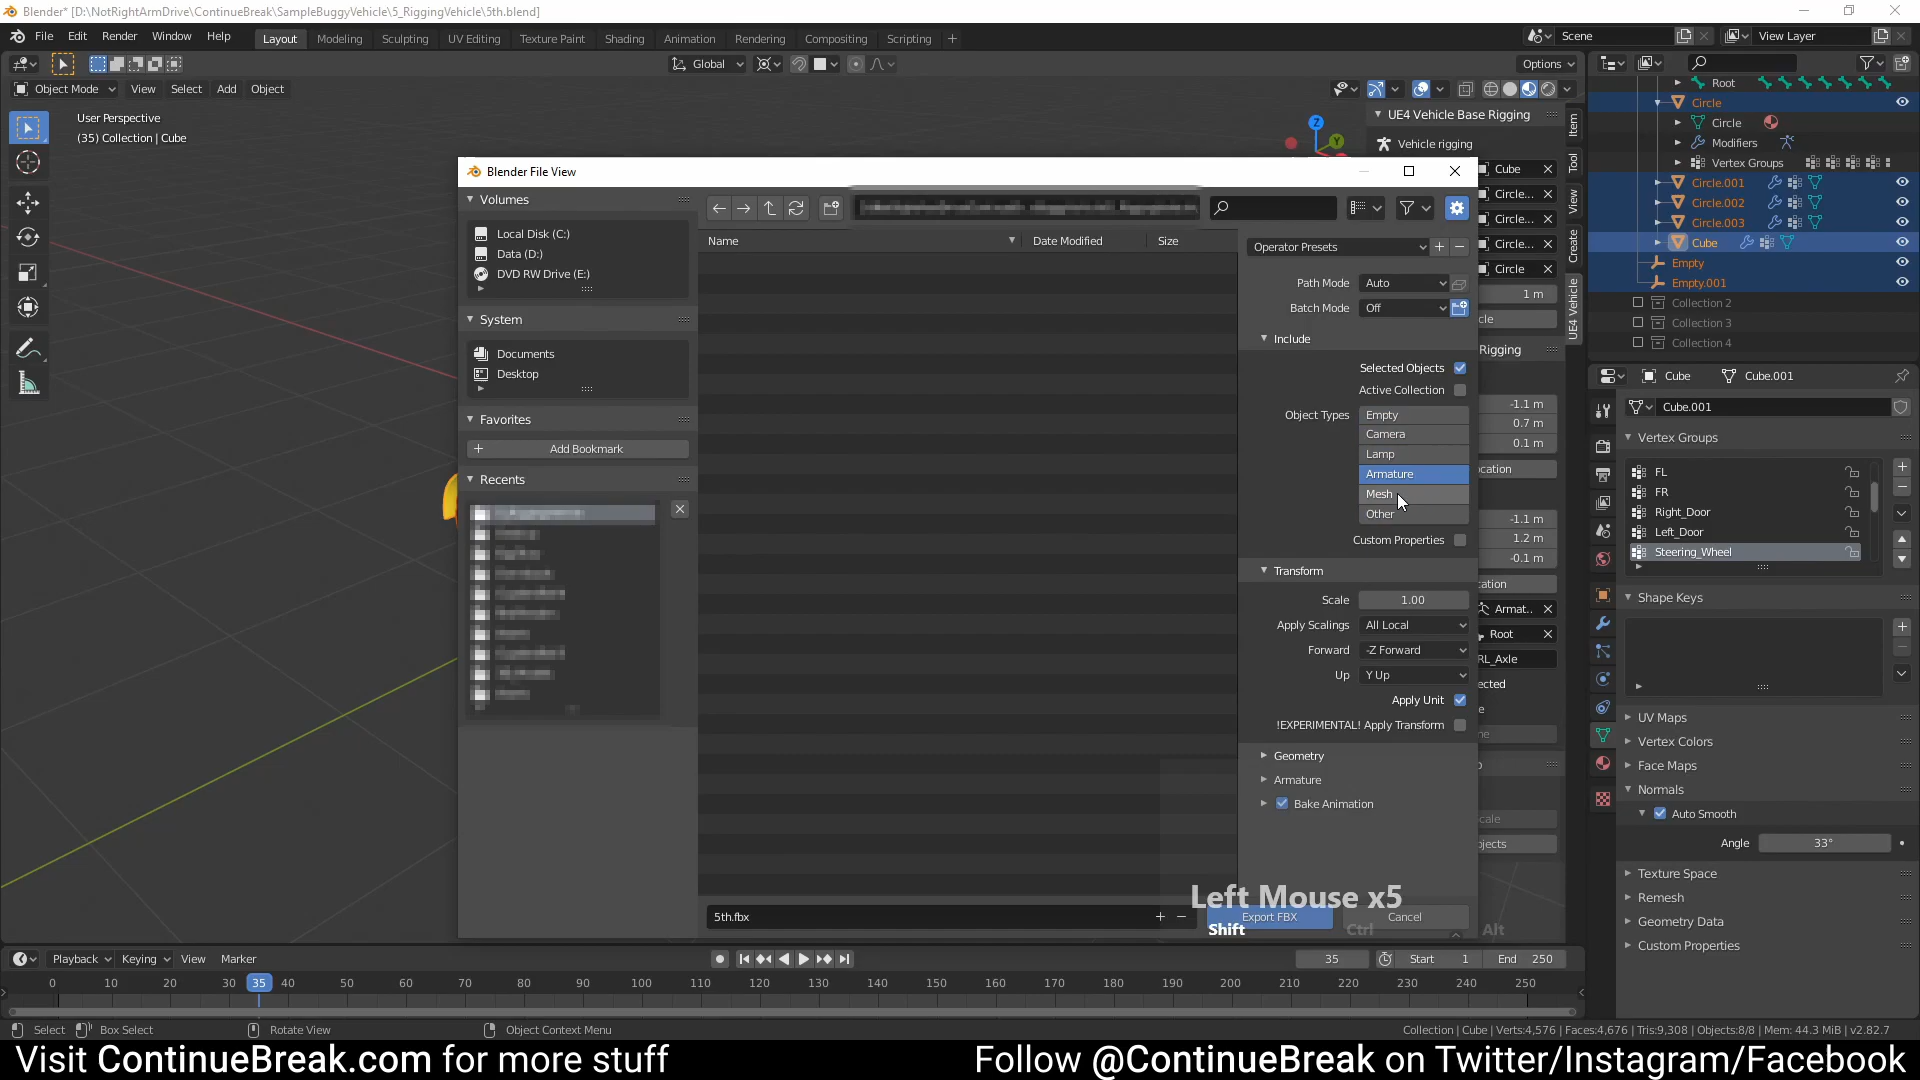 Blender* [D:\NotRightArmDrive\ContinueBreak\SampleBuggyVehicle\5_RiggingVehicle\5th.blend]
File Edit Render Window Help Layout Modeling Sculpting UV Editing Texture Paint Shading Animation Rendering Compositing Scripting + Scene View Layer
Global Options
Object Mode View Select Add Object
User Perspective
(35) Collection | Cube
UE4 Vehicle Base Rigging
Vehicle rigging
Cube
Circle...
Circle...
Circle...
Circle
1 m
cle
Rigging
-1.1 m
0.7 m
0.1 m
ocation
-1.1 m
1.2 m
-0.1 m
cation
Armat..
Root
RL_Axle
ected
e
ne
p
cale
bjects
Item
Tool
View
Create
UE4 Vehicle
Blender File View
Volumes
Local Disk (C:)
Data (D:)
DVD RW Drive (E:)
System
Documents
Desktop
Favorites
Add Bookmark
Recents
Name Date Modified Size
Operator Presets
Path Mode Auto
Batch Mode Off
Include
Selected Objects
Active Collection
Object Types Empty
Camera
Lamp
Armature
Mesh
Other
Custom Properties
Transform
Scale 1.00
Apply Scalings All Local
Forward -Z Forward
Up Y Up
Apply Unit
!EXPERIMENTAL! Apply Transform
Geometry
Armature
Bake Animation
5th.fbx
Export FBX Cancel
Left Mouse x5
Shift Ctrl Alt
Root
Circle
Circle
Modifiers
Vertex Groups
Circle.001
Circle.002
Circle.003
Cube
Empty
Empty.001
Collection 2
Collection 3
Collection 4
Cube Cube.001
Cube.001
Vertex Groups
FL
FR
Right_Door
Left_Door
Steering_Wheel
Shape Keys
UV Maps
Vertex Colors
Face Maps
Normals
Auto Smooth
Angle 33°
Texture Space
Remesh
Geometry Data
Custom Properties
Playback Keying View Marker 35 Start 1 End 250
0 10 20 35 40 50 60 70 80 90 100 110 120 130 140 150 160 170 180 190 200 210 220 230 240 250
Select Box Select Rotate View Object Context Menu Collection | Cube | Verts:4,576 | Faces:4,676 | Tris:9,308 | Objects:8/8 | Mem: 44.3 MiB | v2.82.7
Visit ContinueBreak.com for more stuff Follow @ContinueBreak on Twitter/Instagram/Facebook